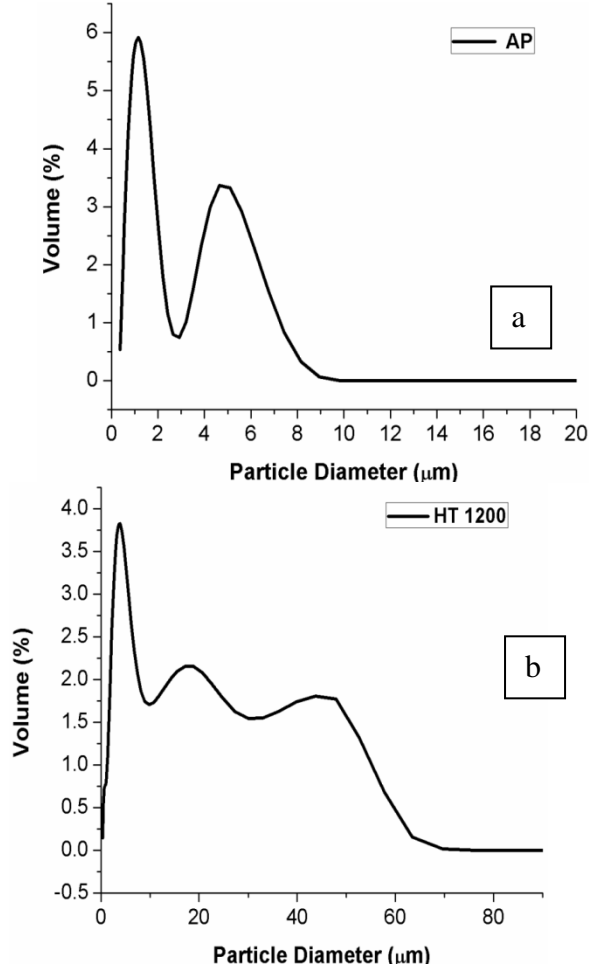 AP
6
5
4
3
2
1
0
Volume (%)
a
0 2 4 6 8 10 12 14 16 18 20
Particle Diameter (μm)
HT 1200
4.0
3.5
3.0
2.5
2.0
1.5
1.0
0.5
0.0
-0.5
Volume (%)
b
0 20 40 60 80
Particle Diameter (μm)